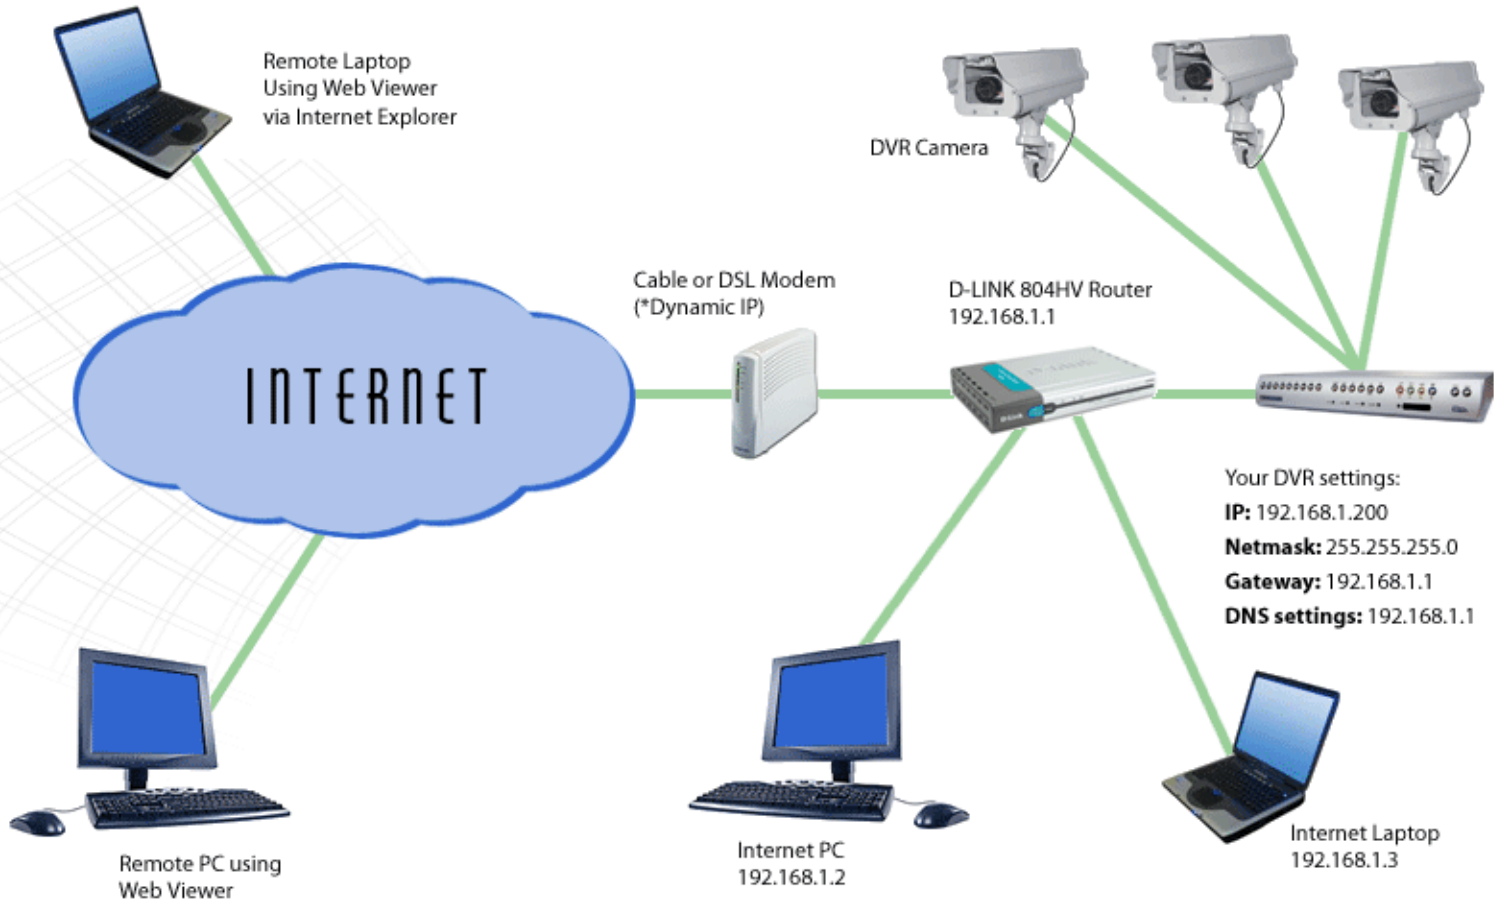 Remote Laptop
Using Web Viewer
via Internet Explorer
DVR Camera
Cable or DSL Modem
(*Dynamic IP)
D-LINK 804HV Router
192.168.1.1
INTERNET
D-Link
Your DVR settings:
IP: 192.168.1.200
Netmask: 255.255.255.0
Gateway: 192.168.1.1
DNS settings: 192.168.1.1
Remote PC using
Web Viewer
Internet PC
192.168.1.2
Internet Laptop
192.168.1.3